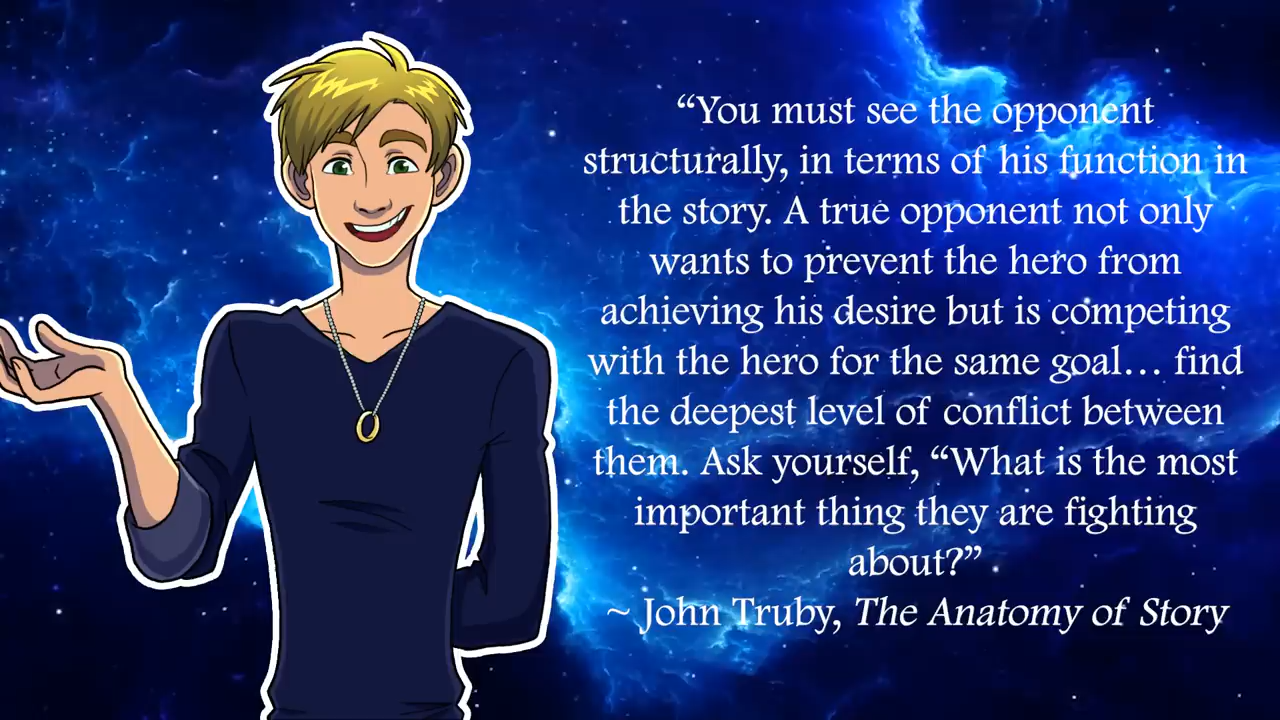 “You must see the opponent
structurally, in terms of his function in
the story. A true opponent not only
wants to prevent the hero from
achieving his desire but is competing
with the hero for the same goal… find
the deepest level of conflict between
them. Ask yourself, “What is the most
important thing they are fighting
about?”
~ John Truby, The Anatomy of Story